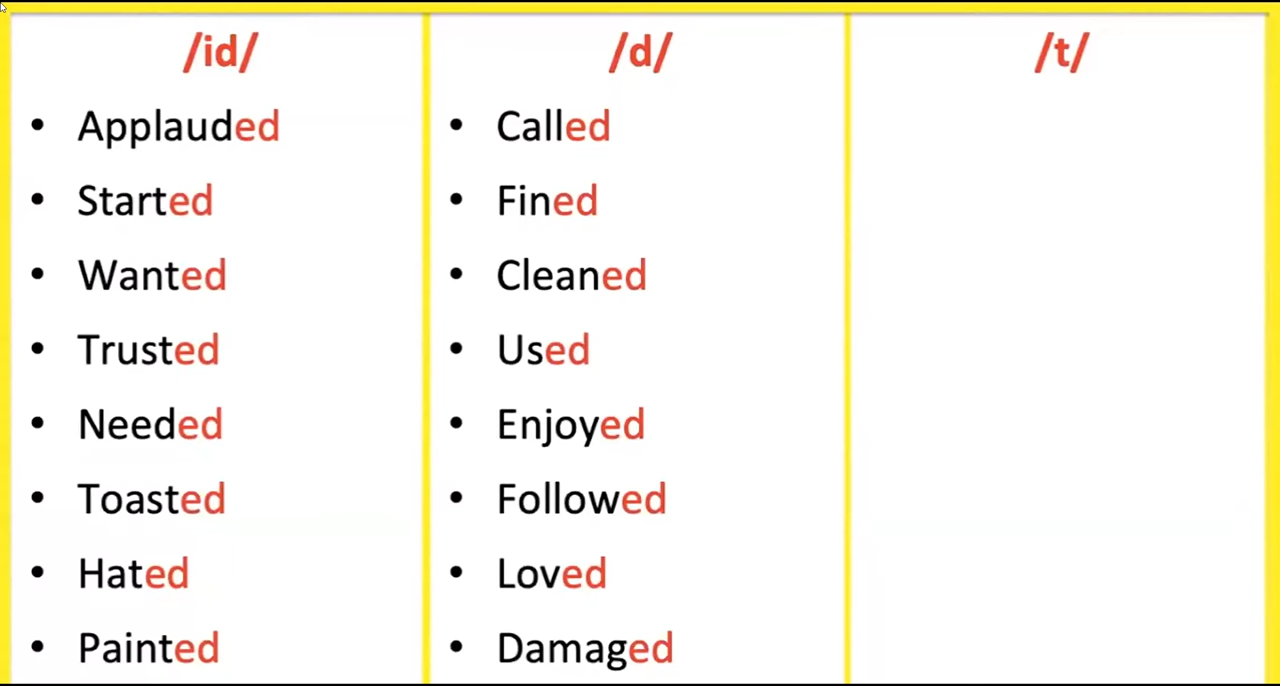 /id/
• Applauded
• Started
• Wanted
• Trusted
• Needed
• Toasted
• Hated
• Painted
/d/
• Called
• Fined
• Cleaned
• Used
• Enjoyed
• Followed
• Loved
• Damaged
/t/